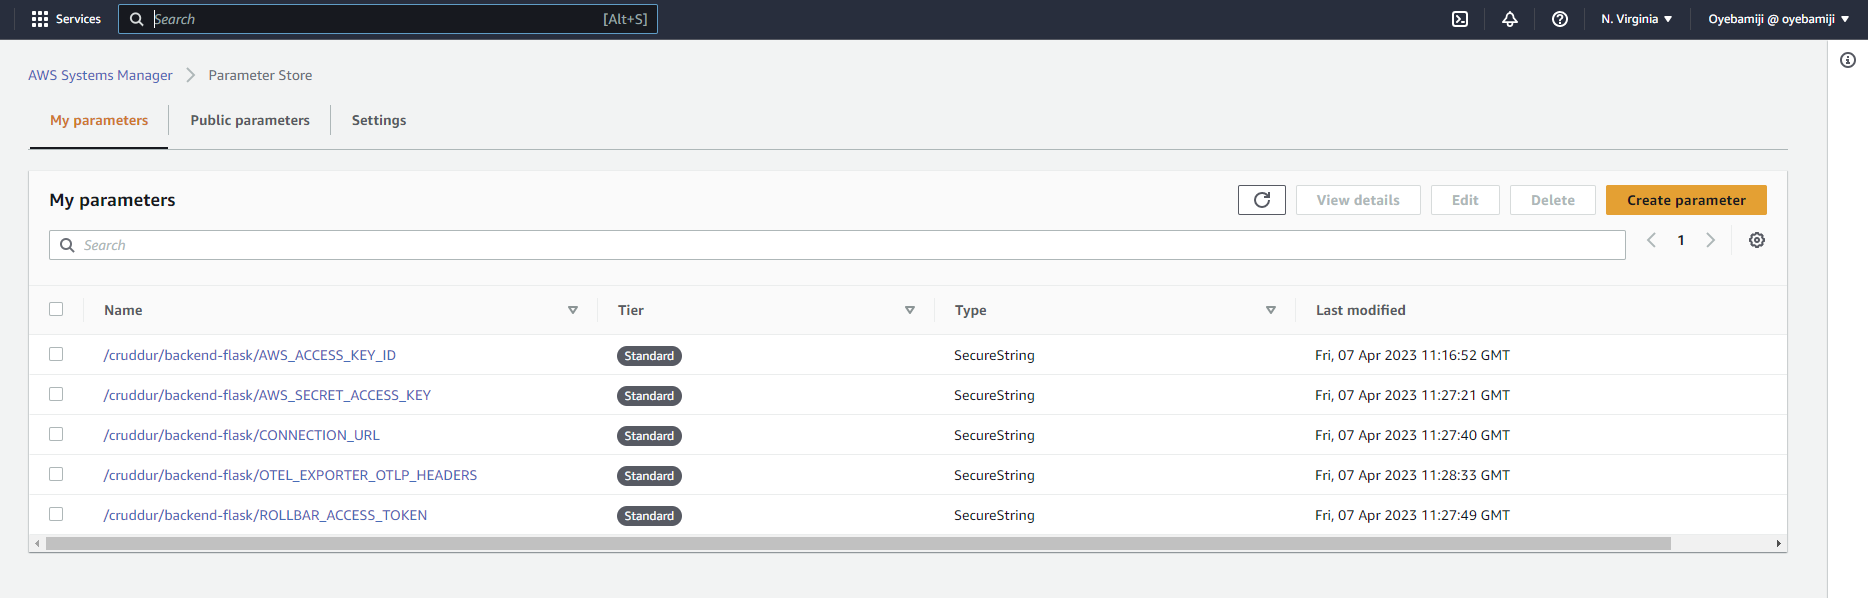 Services Search [Alt+S] N. Virginia Oyebamiji @ oyebamiji
AWS Systems Manager Parameter Store
My parameters Public parameters Settings
My parameters View details Edit Delete Create parameter
Search 1
Name Tier Type Last modified
/cruddur/backend-flask/AWS_ACCESS_KEY_ID Standard SecureString Fri, 07 Apr 2023 11:16:52 GMT
/cruddur/backend-flask/AWS_SECRET_ACCESS_KEY Standard SecureString Fri, 07 Apr 2023 11:27:21 GMT
/cruddur/backend-flask/CONNECTION_URL Standard SecureString Fri, 07 Apr 2023 11:27:40 GMT
/cruddur/backend-flask/OTEL_EXPORTER_OTLP_HEADERS Standard SecureString Fri, 07 Apr 2023 11:28:33 GMT
/cruddur/backend-flask/ROLLBAR_ACCESS_TOKEN Standard SecureString Fri, 07 Apr 2023 11:27:49 GMT